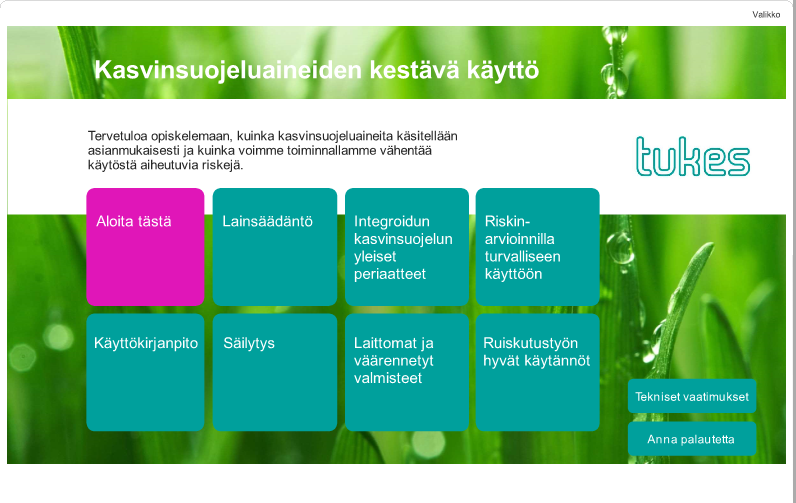 Valikko
Kasvinsuojeluaineiden kestävä käyttö
Tervetuloa opiskelemaan, kuinka kasvinsuojeluaineita käsitellään
asianmukaisesti ja kuinka voimme toiminnallamme vähentää
käytöstä aiheutuvia riskejä.
tukes
Aloita tästä
Lainsäädäntö
Integroidun
kasvinsuojelun
yleiset
periaatteet
Riskin-
arvioinnilla
turvalliseen
käyttöön
Käyttökirjanpito
Säilytys
Laittomat ja
väärennetyt
valmisteet
Ruiskutustyön
hyvät käytännöt
Tekniset vaatimukset
Anna palautetta